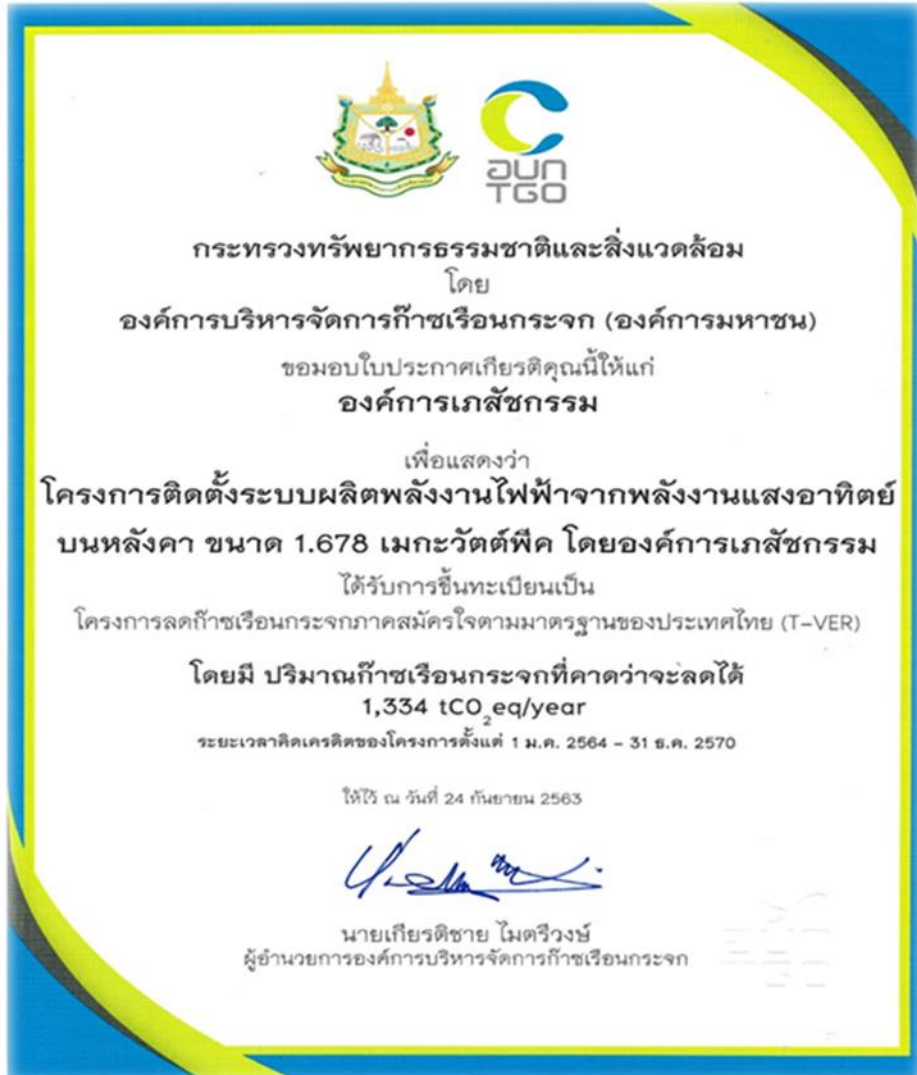 อบก
TGO
กระทรวงทรัพยากรธรรมชาติและสิ่งแวดล้อม
โดย
องค์การบริหารจัดการก๊าซเรือนกระจก (องค์การมหาชน)
ขอมอบใบประกาศเกียรติคุณนี้ให้แก่
องค์การเภสัชกรรม
เพื่อแสดงว่า
โครงการติดตั้งระบบผลิตพลังงานไฟฟ้าจากพลังงานแสงอาทิตย์
บนหลังคา ขนาด 1.678 เมกะวัตต์พีค โดยองค์การเภสัชกรรม
ได้รับการขึ้นทะเบียนเป็น
โครงการลดก๊าซเรือนกระจกภาคสมัครใจตามมาตรฐานของประเทศไทย (T-VER)
โดยมี ปริมาณก๊าซเรือนกระจกที่คาดว่าจะลดได้
1,334 tCO₂eq/year
ระยะเวลาคิดเครดิตของโครงการตั้งแต่ 1 ม.ค. 2564 - 31 ธ.ค. 2570
ให้ไว้ ณ วันที่ 24 กันยายน 2563
นายเกียรติชาย ไมตรีวงษ์
ผู้อำนวยการองค์การบริหารจัดการก๊าซเรือนกระจก